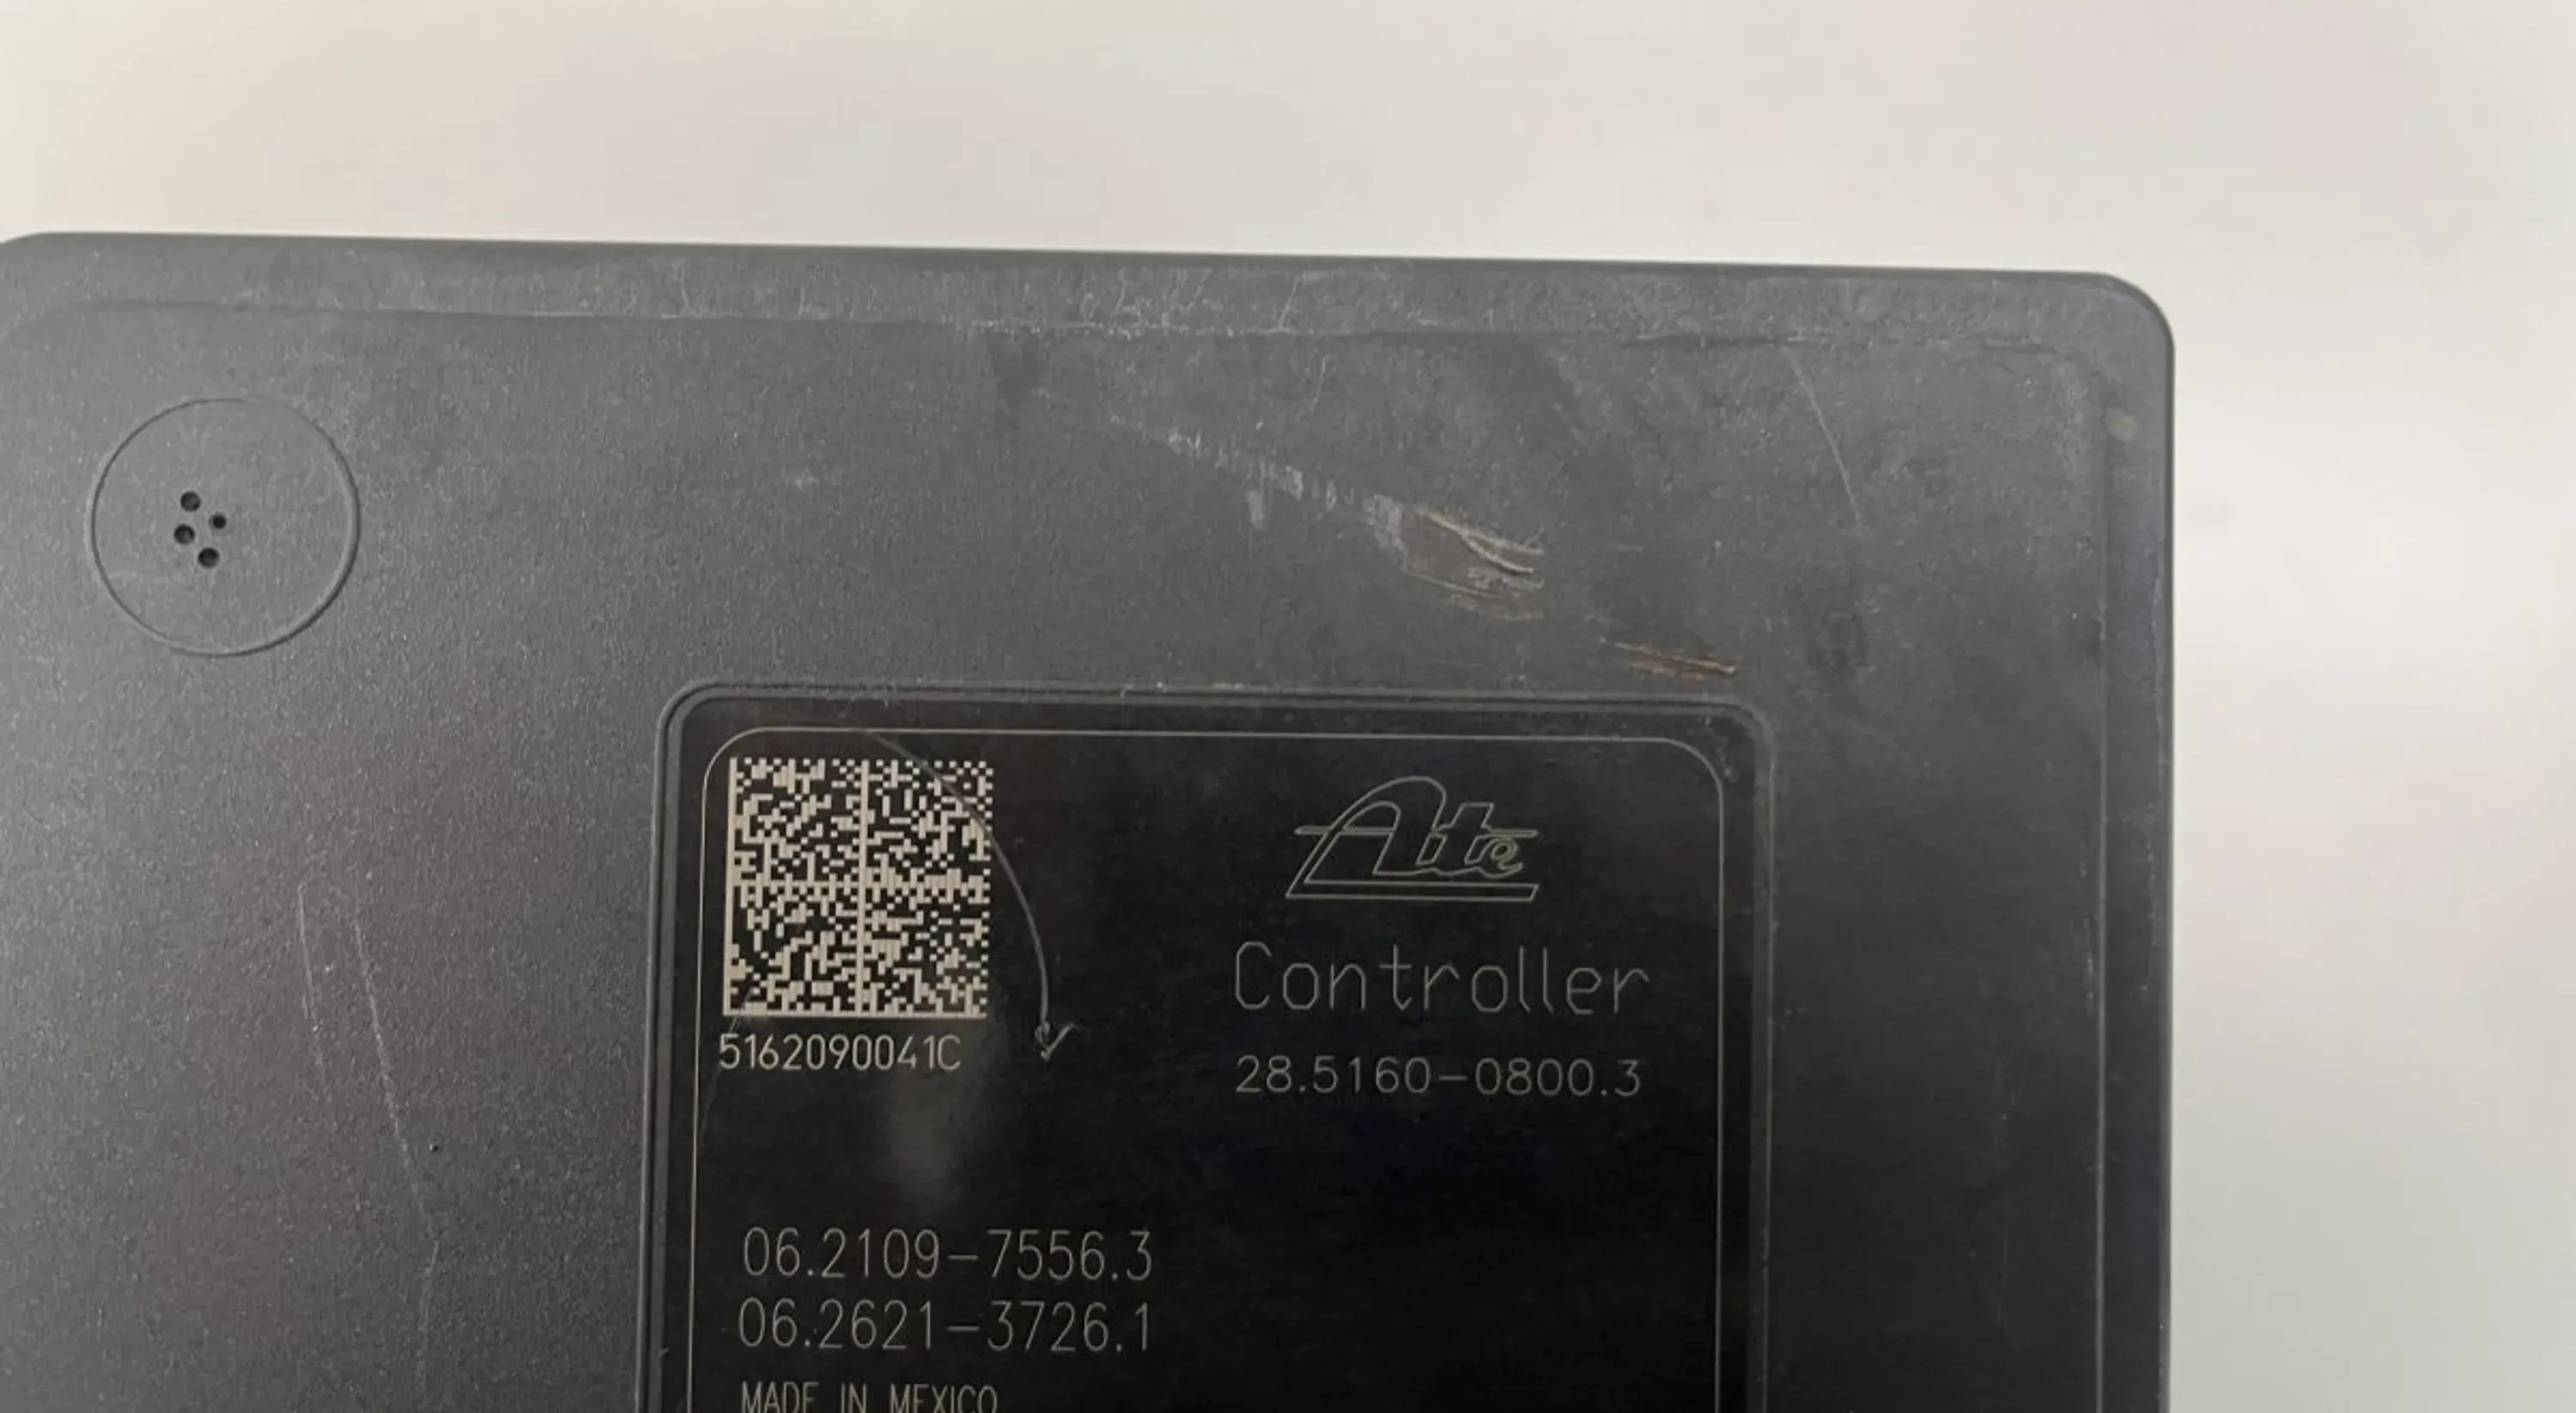 Ate
Controller
5162090041C
28.5160-0800.3
06.2109-7556.3
06.2621-3726.1
MADE IN MEXICO